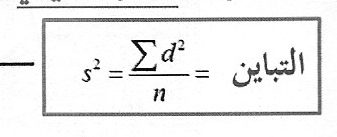 التباين = s² = ∑d² / n